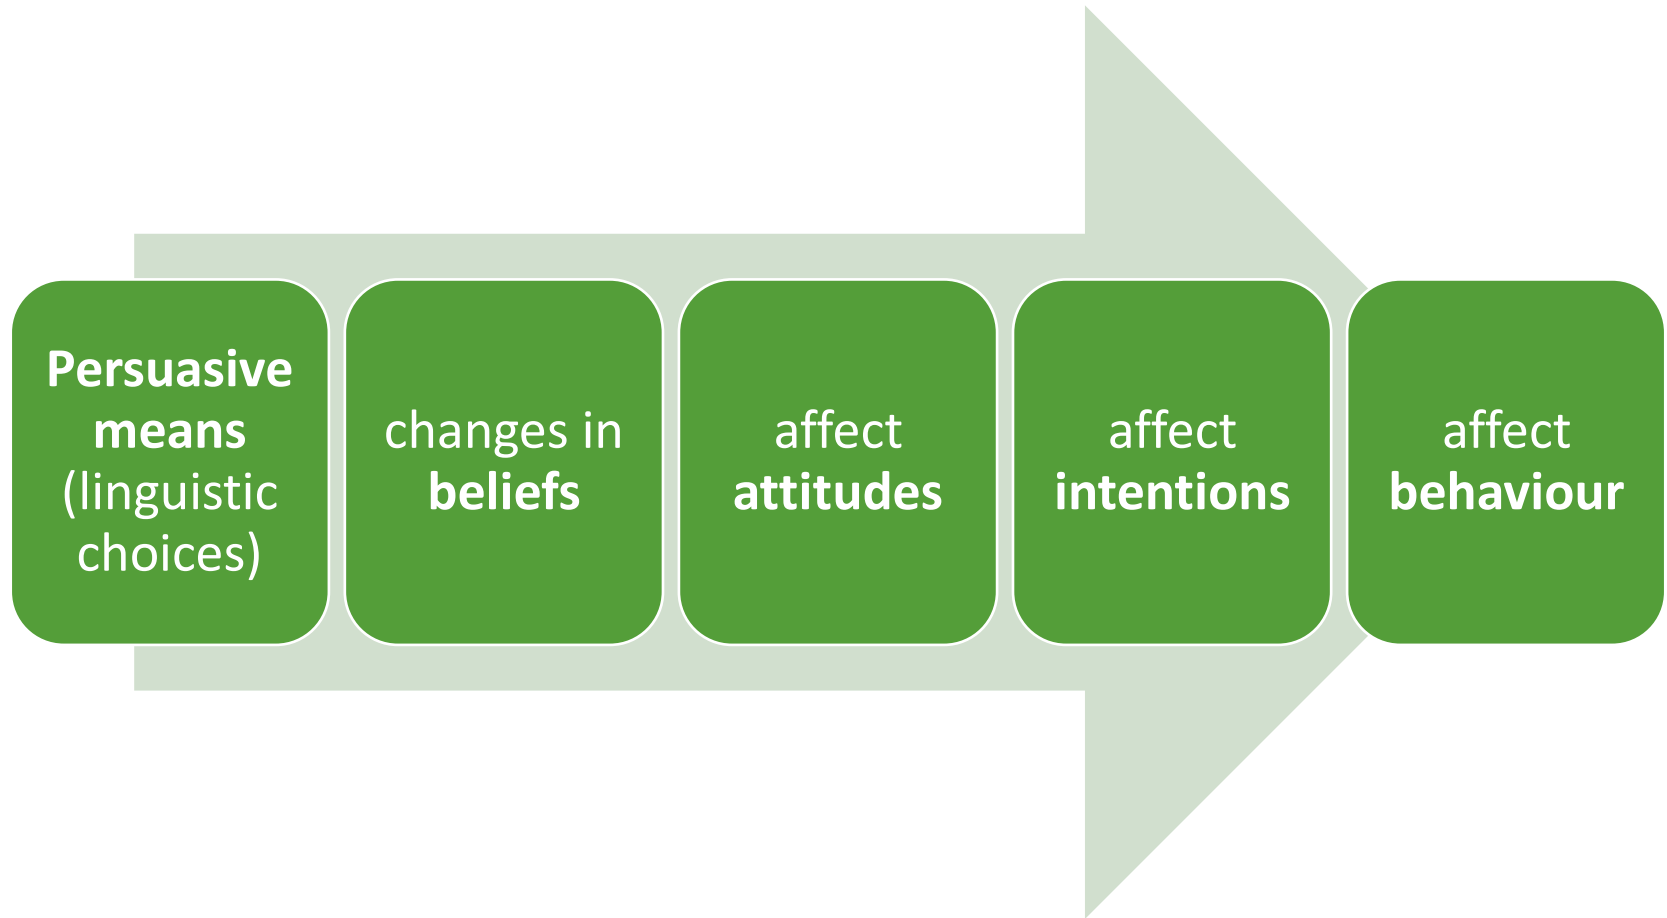 Persuasive
means
(linguistic
choices)
changes in
beliefs
affect
attitudes
affect
intentions
affect
behaviour